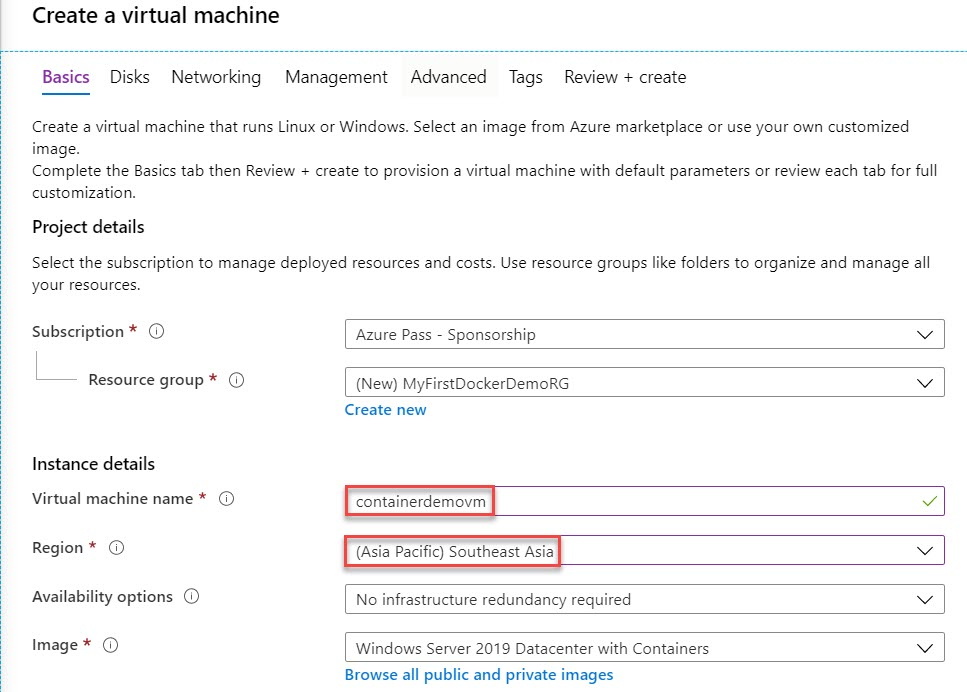 Create a virtual machine
Basics Disks Networking Management Advanced Tags Review + create
Create a virtual machine that runs Linux or Windows. Select an image from Azure marketplace or use your own customized
image.
Complete the Basics tab then Review + create to provision a virtual machine with default parameters or review each tab for full
customization.
Project details
Select the subscription to manage deployed resources and costs. Use resource groups like folders to organize and manage all
your resources.
Subscription * Azure Pass - Sponsorship
Resource group * (New) MyFirstDockerDemoRG
Create new
Instance details
Virtual machine name * containerdemovm
Region * (Asia Pacific) Southeast Asia
Availability options No infrastructure redundancy required
Image * Windows Server 2019 Datacenter with Containers
Browse all public and private images